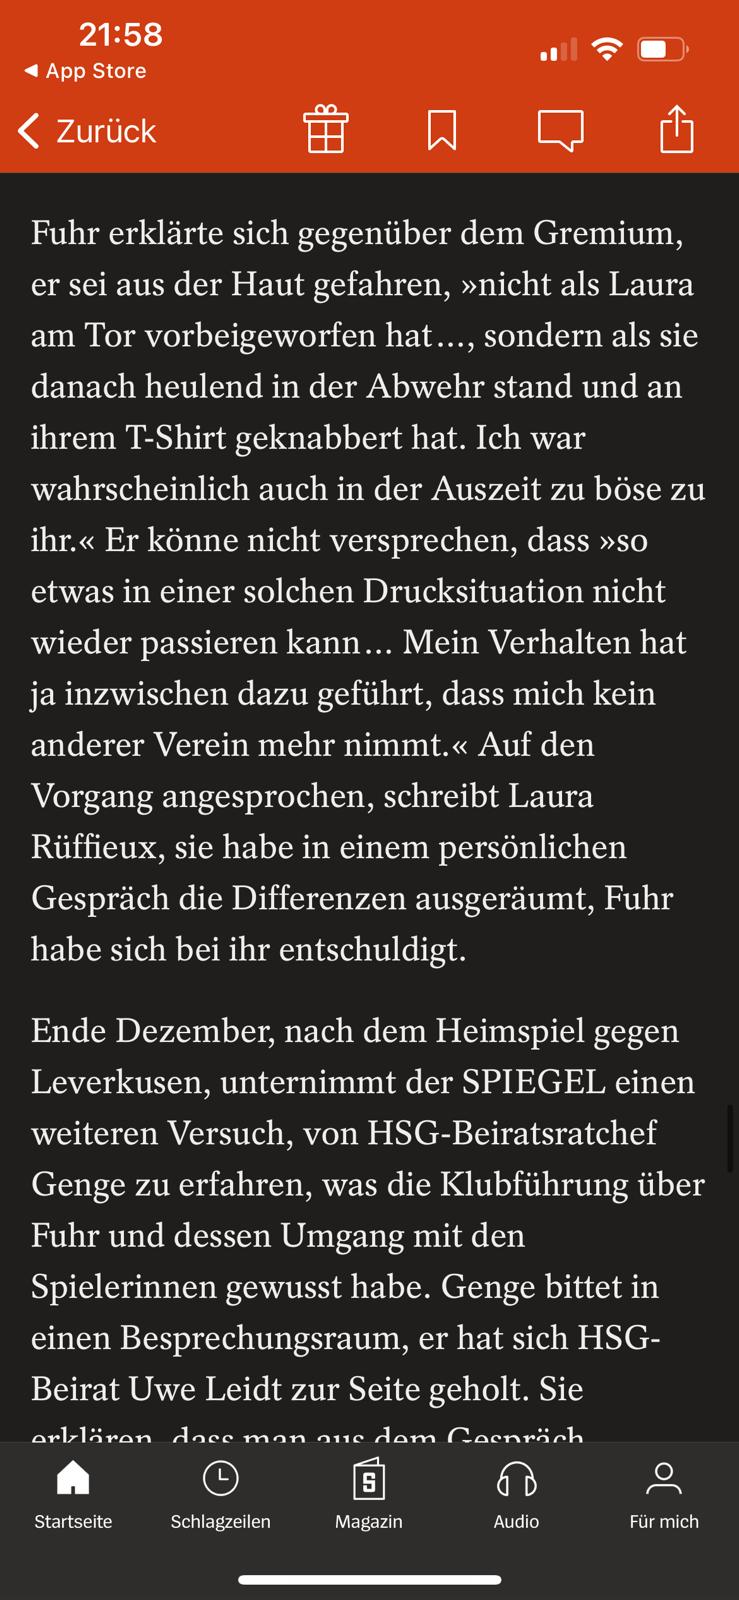 21:58
App Store
Zurück
Fuhr erklärte sich gegenüber dem Gremium,
er sei aus der Haut gefahren, »nicht als Laura
am Tor vorbeigeworfen hat…, sondern als sie
danach heulend in der Abwehr stand und an
ihrem T-Shirt geknabbert hat. Ich war
wahrscheinlich auch in der Auszeit zu böse zu
ihr.« Er könne nicht versprechen, dass »so
etwas in einer solchen Drucksituation nicht
wieder passieren kann… Mein Verhalten hat
ja inzwischen dazu geführt, dass mich kein
anderer Verein mehr nimmt.« Auf den
Vorgang angesprochen, schreibt Laura
Rüffieux, sie habe in einem persönlichen
Gespräch die Differenzen ausgeräumt, Fuhr
habe sich bei ihr entschuldigt.
Ende Dezember, nach dem Heimspiel gegen
Leverkusen, unternimmt der SPIEGEL einen
weiteren Versuch, von HSG-Beiratsratchef
Genge zu erfahren, was die Klubführung über
Fuhr und dessen Umgang mit den
Spielerinnen gewusst habe. Genge bittet in
einen Besprechungsraum, er hat sich HSG-
Beirat Uwe Leidt zur Seite geholt. Sie
erklären, dass man aus dem Gespräch
S
Startseite Schlagzeilen Magazin Audio Für mich